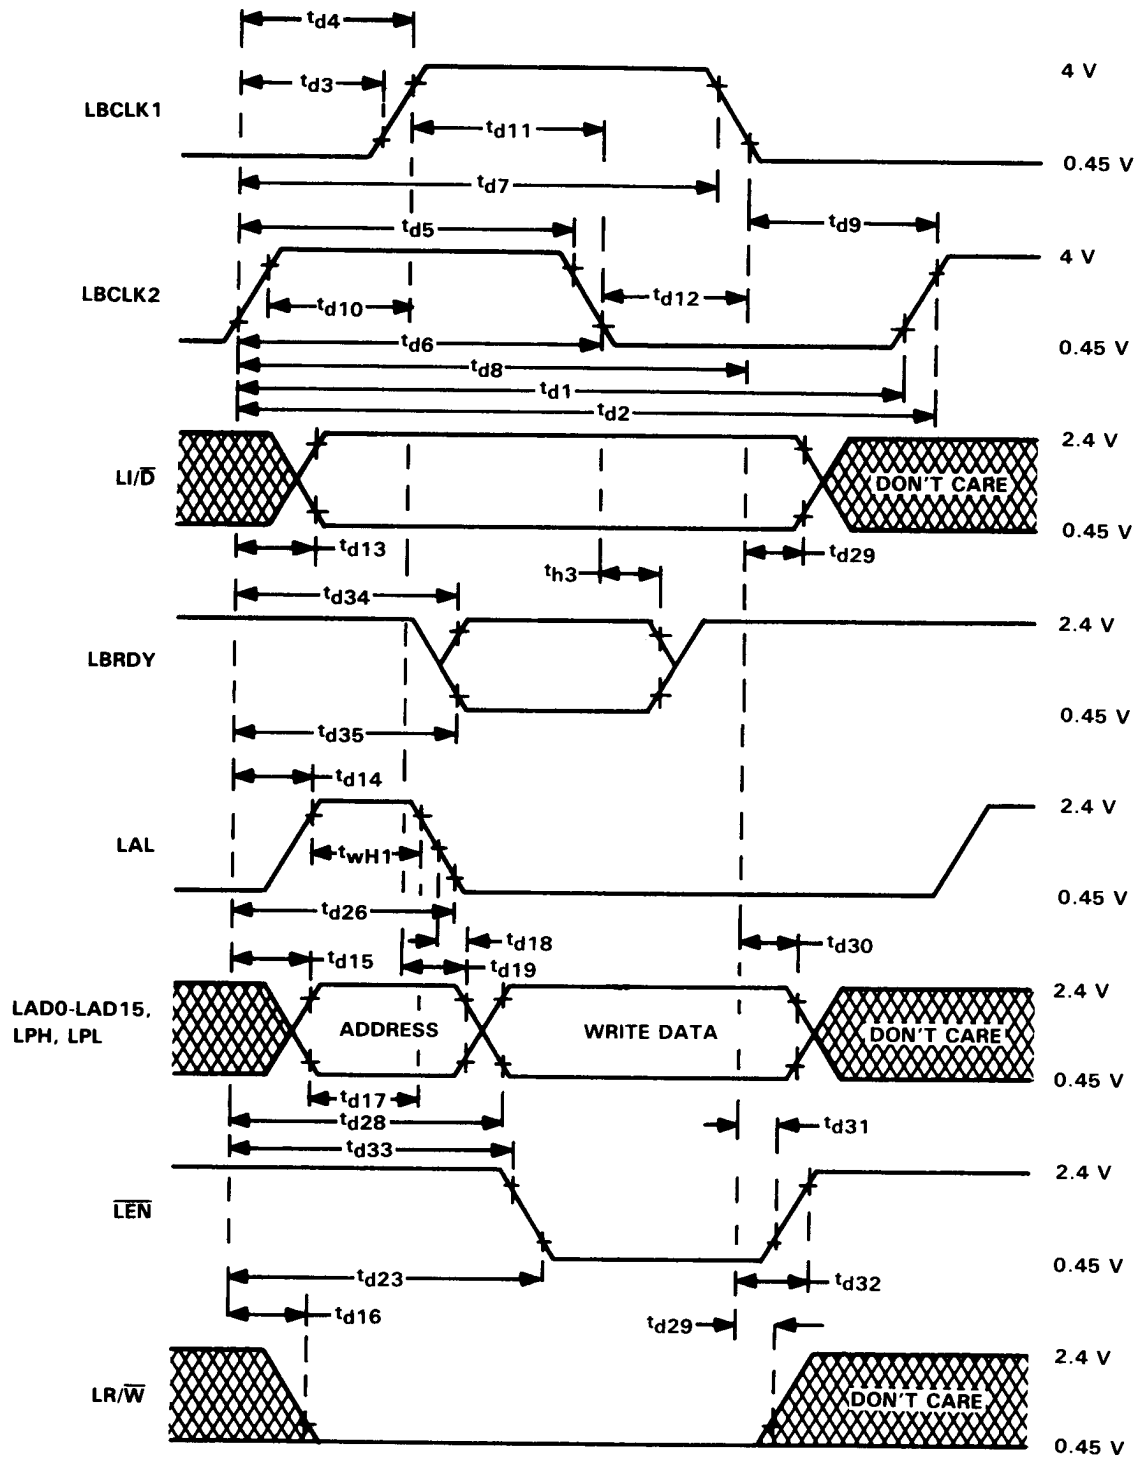 td4
LBCLK1
td3
4 V
td11
0.45 V
td7
td5
td9
LBCLK2
4 V
td10
td12
td6
0.45 V
td8
td1
td2
LI/D̅
2.4 V
DON'T CARE
0.45 V
td13
td29
th3
td34
LBRDY
2.4 V
0.45 V
td35
td14
LAL
2.4 V
twH1
0.45 V
td26
td18
td30
td15
td19
LAD0-LAD15,
LPH, LPL
ADDRESS
WRITE DATA
DON'T CARE
2.4 V
0.45 V
td17
td28
td31
td33
L̅E̅N̅
2.4 V
0.45 V
td23
td32
td16
td29
LR/W̅
2.4 V
DON'T CARE
0.45 V